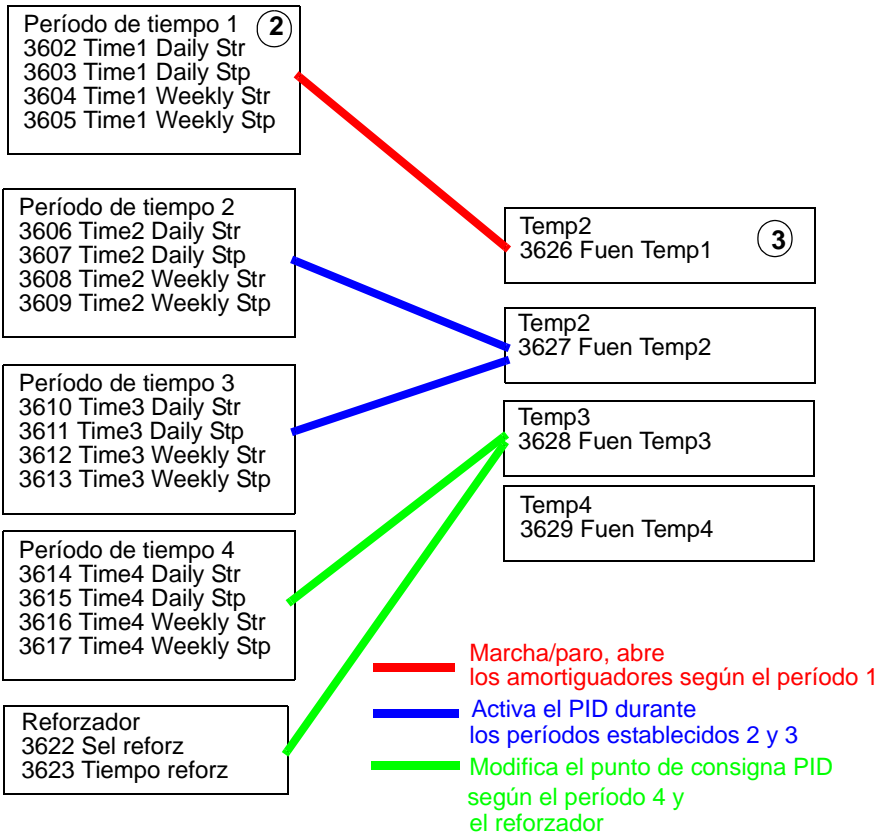 Período de tiempo 1
2
3602 Time1 Daily Str
3603 Time1 Daily Stp
3604 Time1 Weekly Str
3605 Time1 Weekly Stp
Período de tiempo 2
3606 Time2 Daily Str
3607 Time2 Daily Stp
3608 Time2 Weekly Str
3609 Time2 Weekly Stp
Período de tiempo 3
3610 Time3 Daily Str
3611 Time3 Daily Stp
3612 Time3 Weekly Str
3613 Time3 Weekly Stp
Período de tiempo 4
3614 Time4 Daily Str
3615 Time4 Daily Stp
3616 Time4 Weekly Str
3617 Time4 Weekly Stp
Reforzador
3622 Sel reforz
3623 Tiempo reforz
Temp2
3626 Fuen Temp1
3
Temp2
3627 Fuen Temp2
Temp3
3628 Fuen Temp3
Temp4
3629 Fuen Temp4
Marcha/paro, abre
los amortiguadores según el período 1
Activa el PID durante
los períodos establecidos 2 y 3
Modifica el punto de consigna PID
según el período 4 y
el reforzador